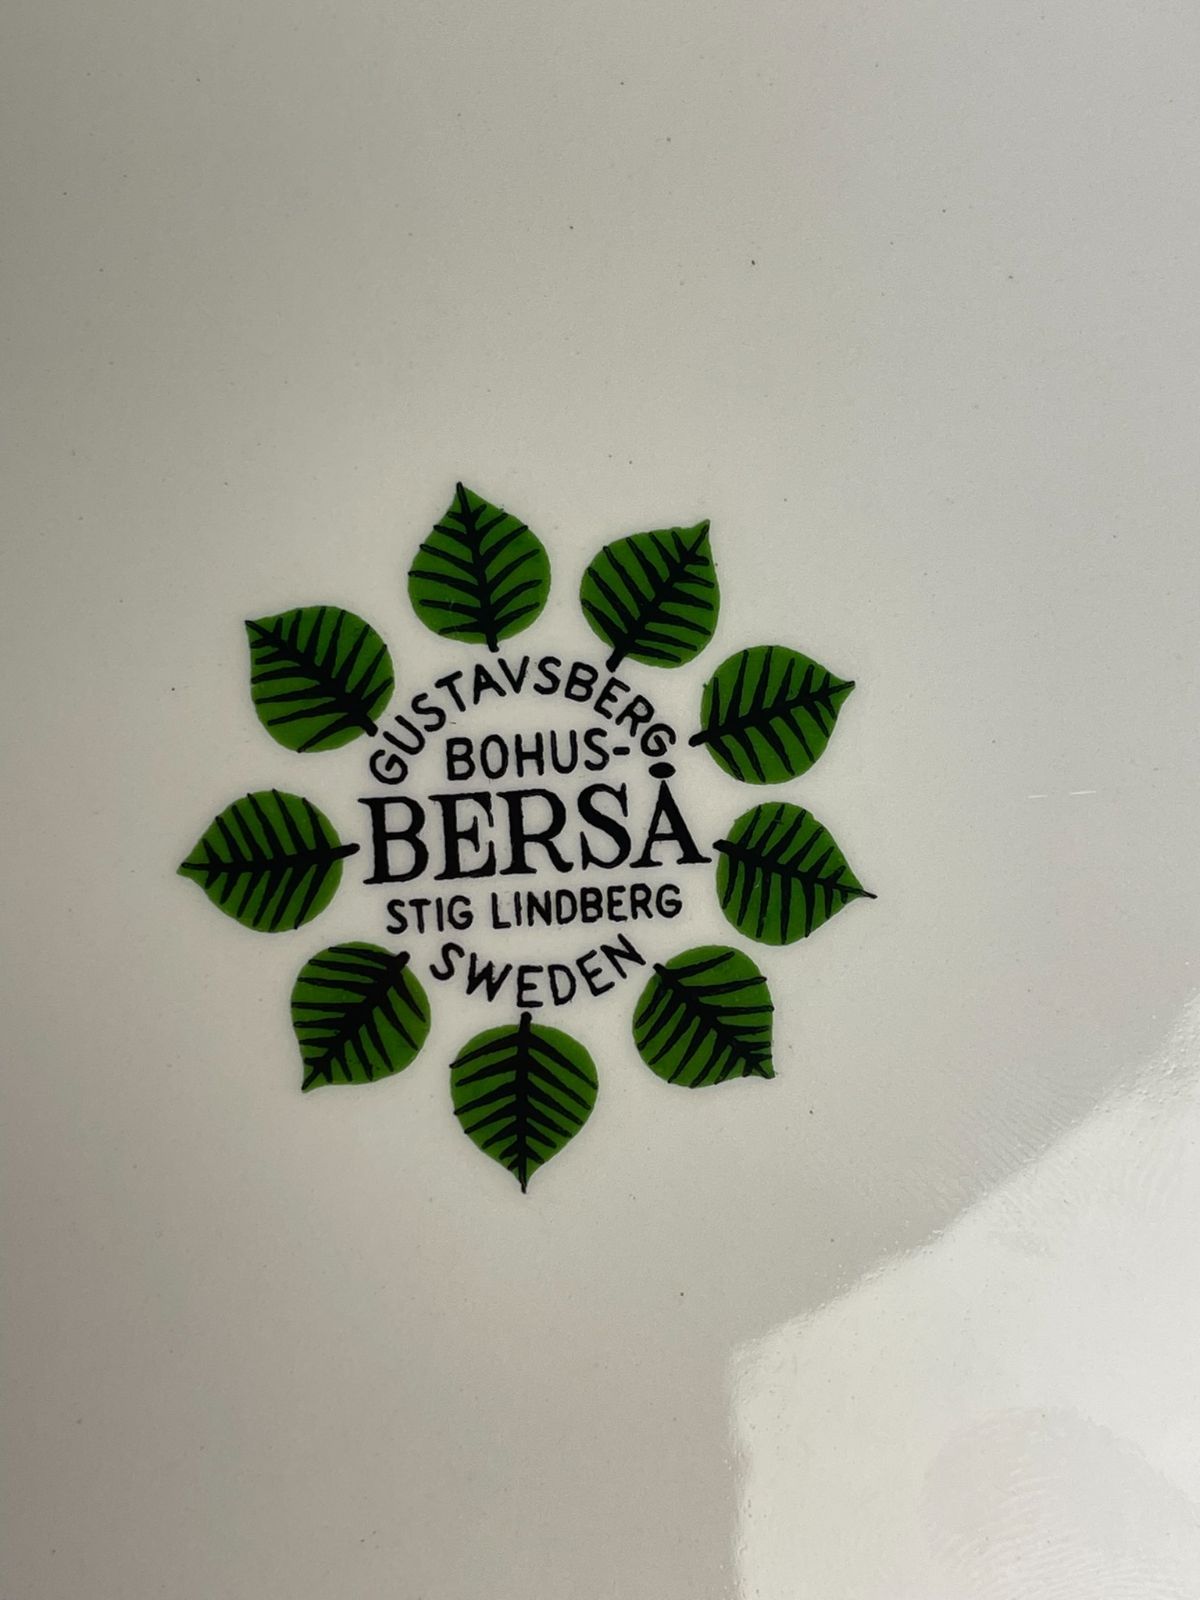 GUSTAVSBERG
BOHUS-
BERSÅ
STIG LINDBERG
SWEDEN